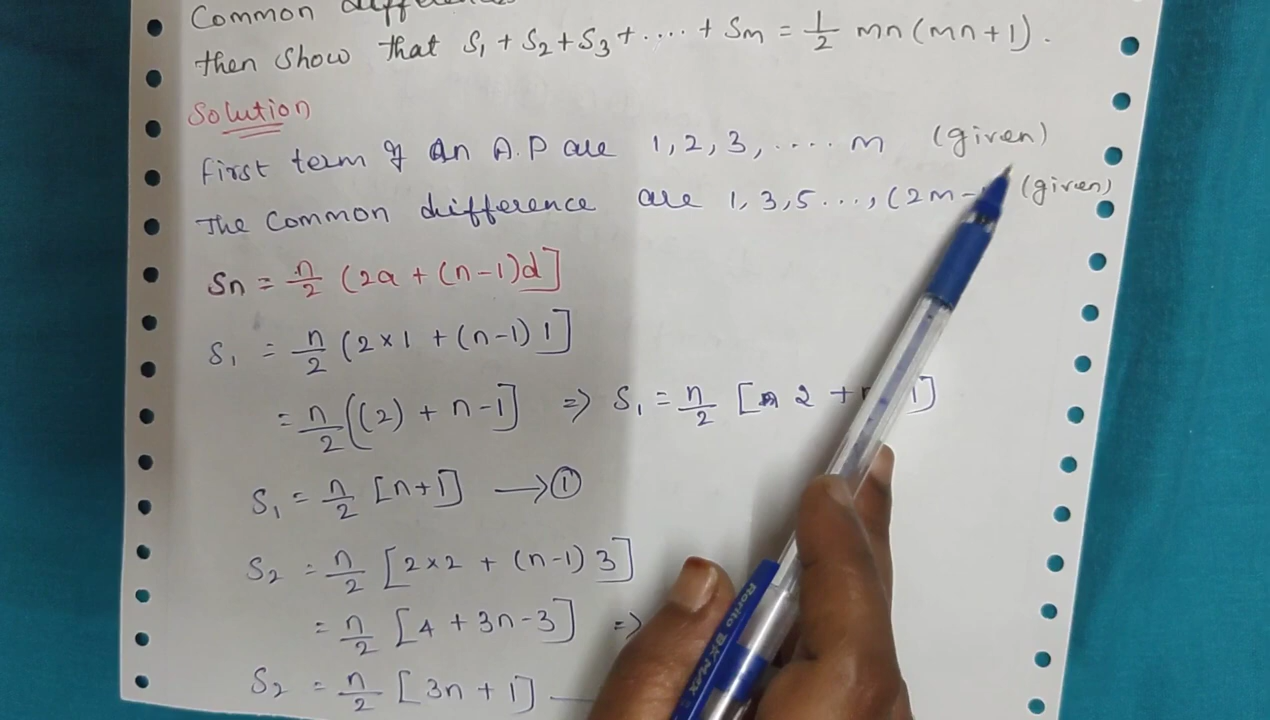 Common difference
then show that S₁ + S₂ + S₃ + .... + Sm = 1/2 mn (mn+1).
Solution
First term of an A.P are 1, 2, 3, .... m (given)
The Common difference are 1, 3, 5 ..., (2m- (given)
Sn = n/2 (2a + (n-1)d]
S₁ = n/2 (2×1 + (n-1) 1]
= n/2 ((2) + n-1] => S₁ = n/2 [ 2 + 1]
S₁ = n/2 [n+1] → ①
S₂ = n/2 [2×2 + (n-1) 3]
= n/2 [4 + 3n-3] =>
S₂ = n/2 [3n + 1]
Rorito